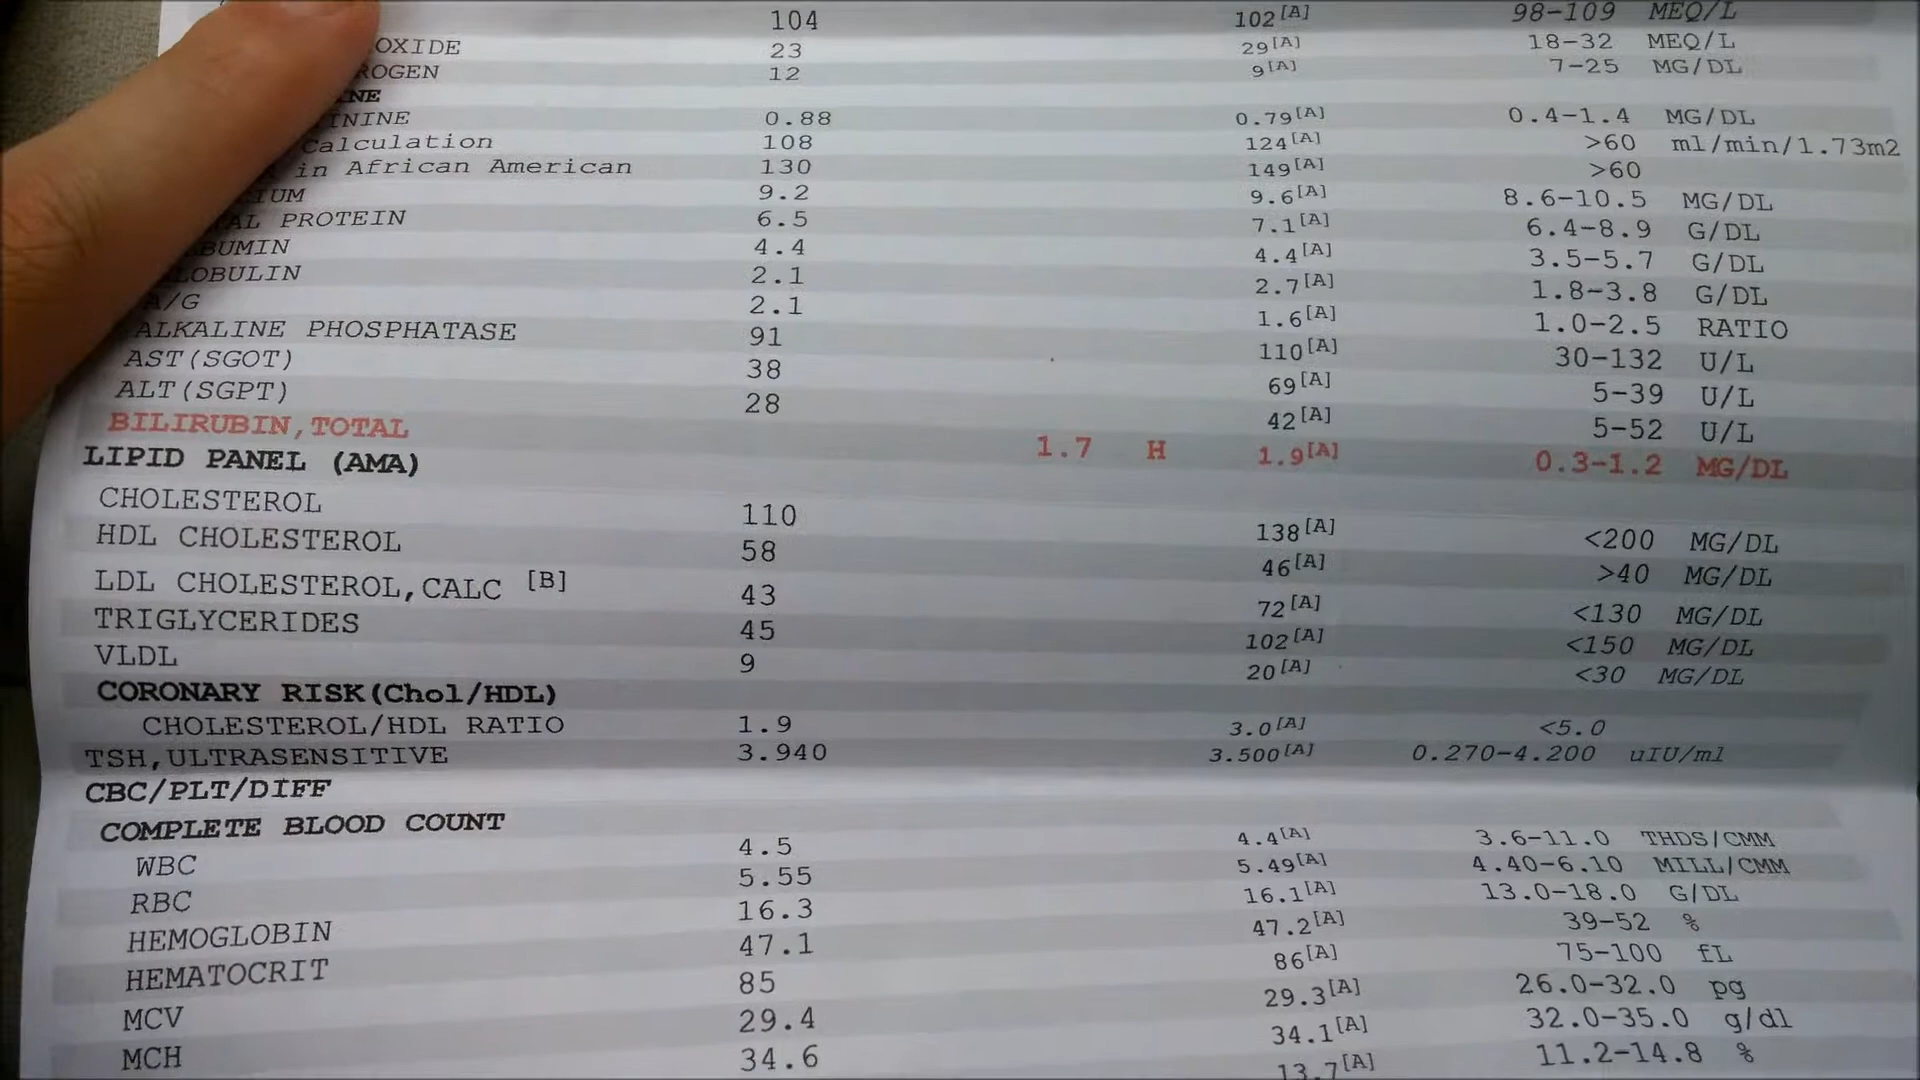 104 102[A] 98-109 MEQ/L
OXIDE 23 29[A] 18-32 MEQ/L
ROGEN 12 9[A] 7-25 MG/DL
INE
ININE 0.88 0.79[A] 0.4-1.4 MG/DL
Calculation 108 124[A] >60 ml/min/1.73m2
in African American 130 149[A] >60
IUM 9.2 9.6[A] 8.6-10.5 MG/DL
AL PROTEIN 6.5 7.1[A] 6.4-8.9 G/DL
BUMIN 4.4 4.4[A] 3.5-5.7 G/DL
LOBULIN 2.1 2.7[A] 1.8-3.8 G/DL
A/G 2.1 1.6[A] 1.0-2.5 RATIO
ALKALINE PHOSPHATASE 91 110[A] 30-132 U/L
AST(SGOT) 38 69[A] 5-39 U/L
ALT(SGPT) 28 42[A] 5-52 U/L
BILIRUBIN,TOTAL 1.7 H 1.9[A] 0.3-1.2 MG/DL
LIPID PANEL (AMA)
CHOLESTEROL 110 138[A] <200 MG/DL
HDL CHOLESTEROL 58 46[A] >40 MG/DL
LDL CHOLESTEROL,CALC [B] 43 72[A] <130 MG/DL
TRIGLYCERIDES 45 102[A] <150 MG/DL
VLDL 9 20[A] <30 MG/DL
CORONARY RISK(Chol/HDL)
CHOLESTEROL/HDL RATIO 1.9 3.0[A] <5.0
TSH,ULTRASENSITIVE 3.940 3.500[A] 0.270-4.200 uIU/ml
CBC/PLT/DIFF
COMPLETE BLOOD COUNT
WBC 4.5 4.4[A] 3.6-11.0 THDS/CMM
RBC 5.55 5.49[A] 4.40-6.10 MILL/CMM
HEMOGLOBIN 16.3 16.1[A] 13.0-18.0 G/DL
HEMATOCRIT 47.1 47.2[A] 39-52 %
MCV 85 86[A] 75-100 fL
MCH 29.4 29.3[A] 26.0-32.0 pg
34.6 34.1[A] 32.0-35.0 g/dl
13.7[A] 11.2-14.8 %